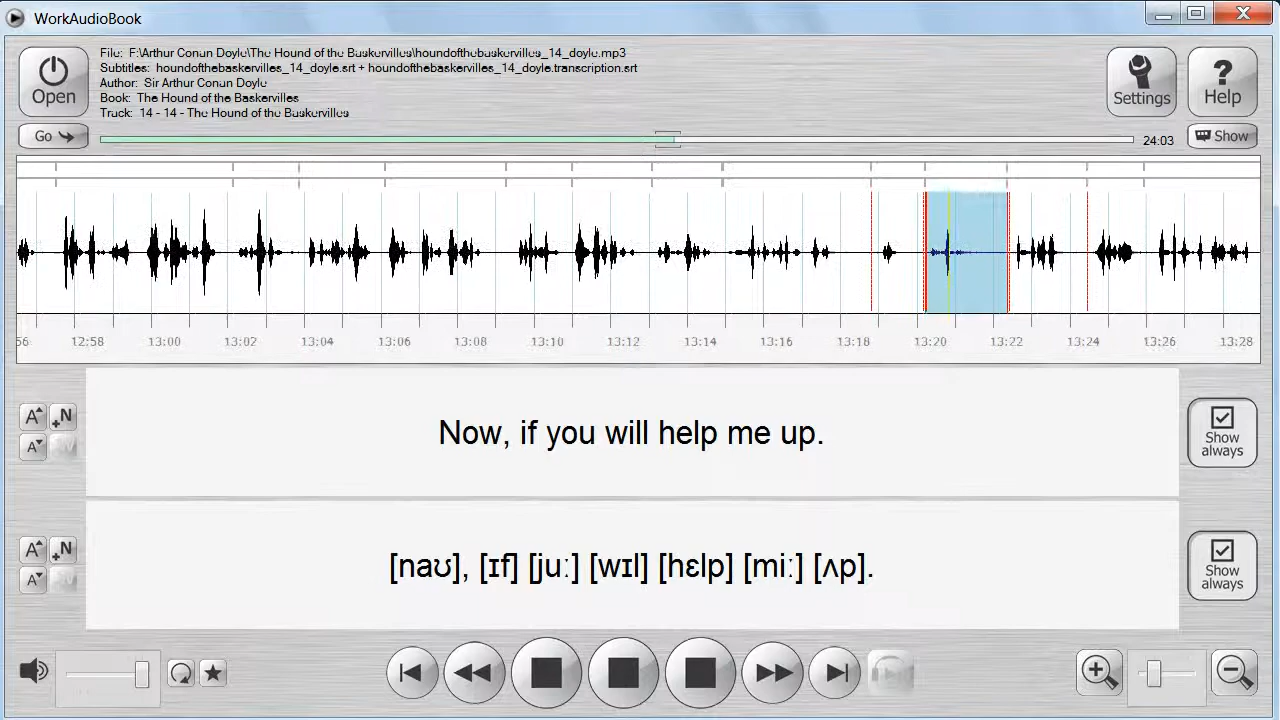 WorkAudioBook
Open
File: F:\Arthur Conan Doyle\The Hound of the Baskervilles\houndofthebaskervilles_14_doyle.mp3
Subtitles: houndofthebaskervilles_14_doyle.srt + houndofthebaskervilles_14_doyle.transcription.srt
Author: Sir Arthur Conan Doyle
Book: The Hound of the Baskervilles
Track: 14 - 14 - The Hound of the Baskervilles
Settings
Help
Go
24:03
Show
56 12:58 13:00 13:02 13:04 13:06 13:08 13:10 13:12 13:14 13:16 13:18 13:20 13:22 13:24 13:26 13:28
A N
A
Now, if you will help me up.
Show always
A N
A
[naʊ], [ɪf] [juː] [wɪl] [hɛlp] [miː] [ʌp].
Show always